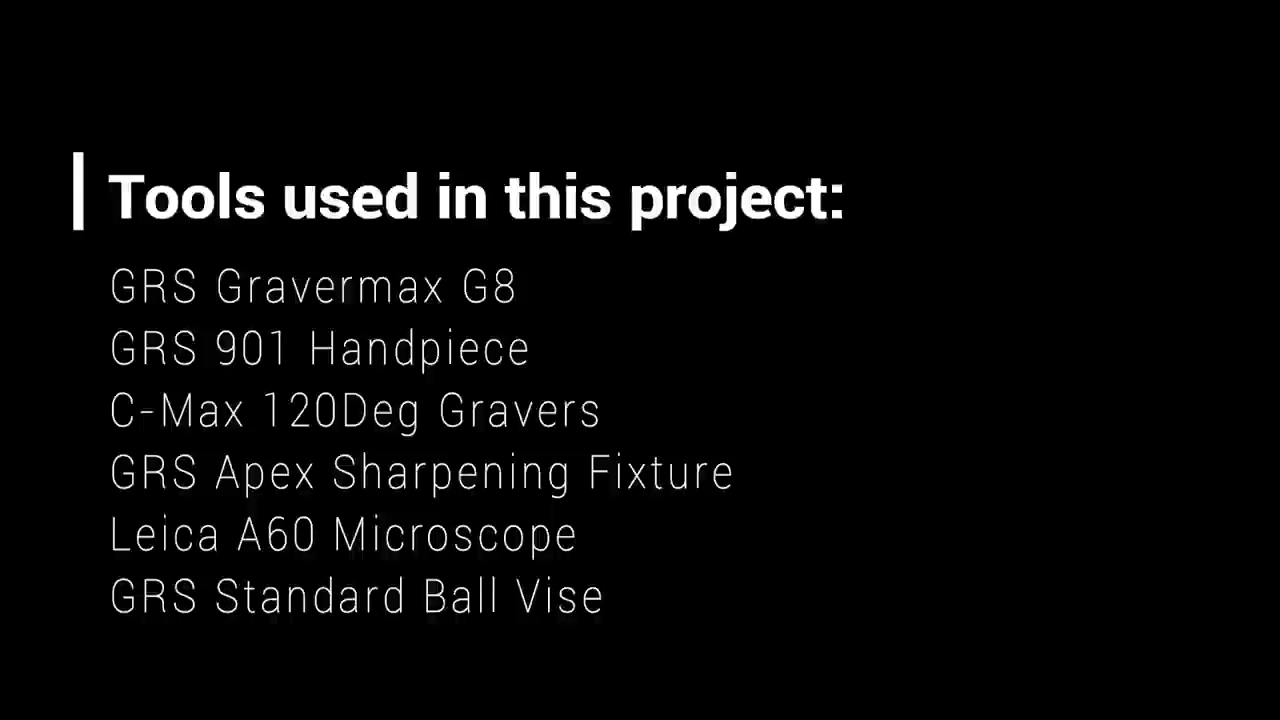 Tools used in this project:
GRS Gravermax G8
GRS 901 Handpiece
C-Max 120Deg Gravers
GRS Apex Sharpening Fixture
Leica A60 Microscope
GRS Standard Ball Vise